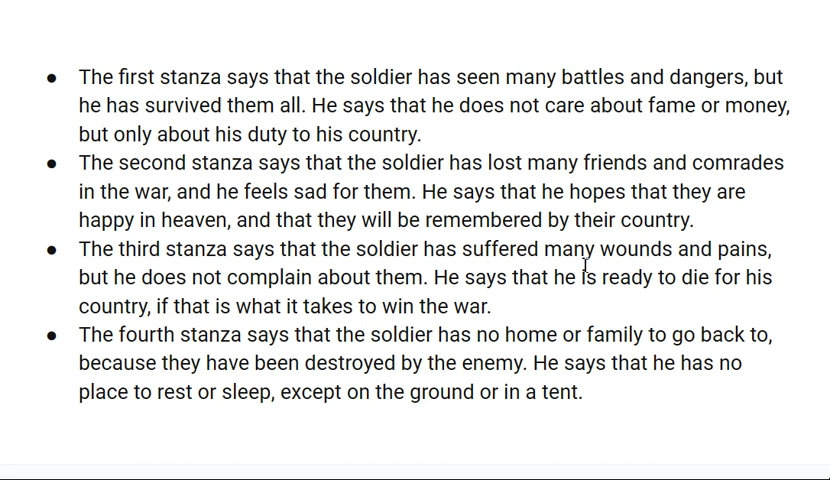 ● The first stanza says that the soldier has seen many battles and dangers, but
he has survived them all. He says that he does not care about fame or money,
but only about his duty to his country.
● The second stanza says that the soldier has lost many friends and comrades
in the war, and he feels sad for them. He says that he hopes that they are
happy in heaven, and that they will be remembered by their country.
● The third stanza says that the soldier has suffered many wounds and pains,
but he does not complain about them. He says that he is ready to die for his
country, if that is what it takes to win the war.
● The fourth stanza says that the soldier has no home or family to go back to,
because they have been destroyed by the enemy. He says that he has no
place to rest or sleep, except on the ground or in a tent.